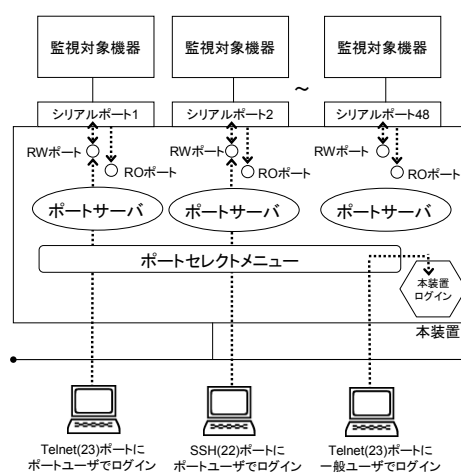 監視対象機器
監視対象機器
監視対象機器
～
シリアルポート1
シリアルポート2
シリアルポート48
RWポート
ROポート
RWポート
ROポート
RWポート
ROポート
ポートサーバ
ポートサーバ
ポートサーバ
ポートセレクトメニュー
本装置
ログイン
本装置
Telnet(23)ポートに
ポートユーザでログイン
SSH(22)ポートに
ポートユーザでログイン
Telnet(23)ポートに
一般ユーザでログイン